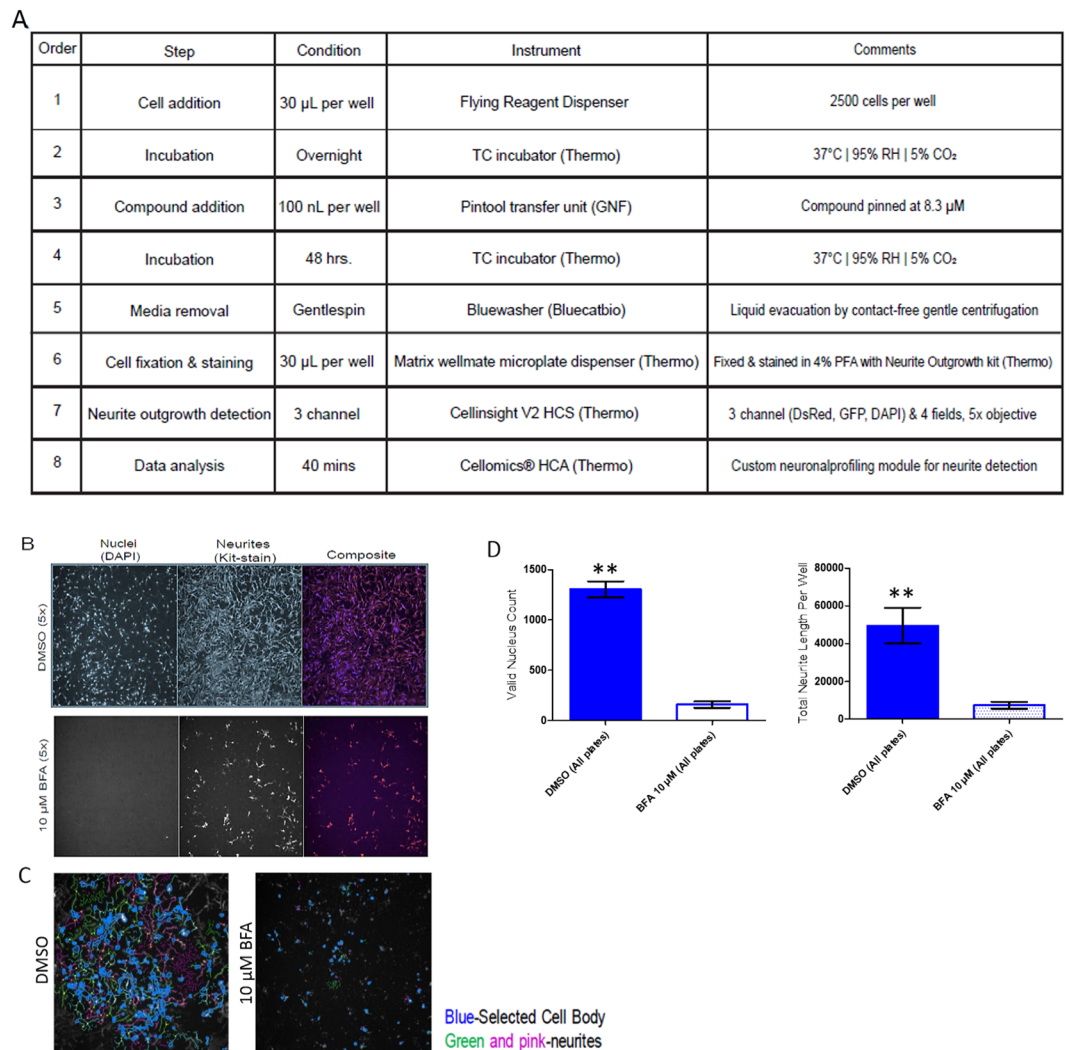 A
Order Step Condition Instrument Comments
1 Cell addition 30 µL per well Flying Reagent Dispenser 2500 cells per well
2 Incubation Overnight TC incubator (Thermo) 37°C | 95% RH | 5% CO₂
3 Compound addition 100 nL per well Pintool transfer unit (GNF) Compound pinned at 8.3 µM
4 Incubation 48 hrs. TC incubator (Thermo) 37°C | 95% RH | 5% CO₂
5 Media removal Gentlespin Bluewasher (Bluecatbio) Liquid evacuation by contact-free gentle centrifugation
6 Cell fixation & staining 30 µL per well Matrix wellmate microplate dispenser (Thermo) Fixed & stained in 4% PFA with Neurite Outgrowth kit (Thermo)
7 Neurite outgrowth detection 3 channel Cellinsight V2 HCS (Thermo) 3 channel (DsRed, GFP, DAPI) & 4 fields, 5x objective
8 Data analysis 40 mins Cellomics® HCA (Thermo) Custom neuronalprofiling module for neurite detection
B
Nuclei
(DAPI)
Neurites
(Kit-stain)
Composite
DMSO (5x)
10 µM BFA (5x)
C
DMSO
10 µM BFA
Blue-Selected Cell Body
Green and pink-neurites
D
Valid Nucleus Count
1500
1000
500
0
**
DMSO (All plates)
BFA 10 µM (All plates)
Total Neurite Length Per Well
80000
60000
40000
20000
0
**
DMSO (All plates)
BFA 10 µM (All plates)